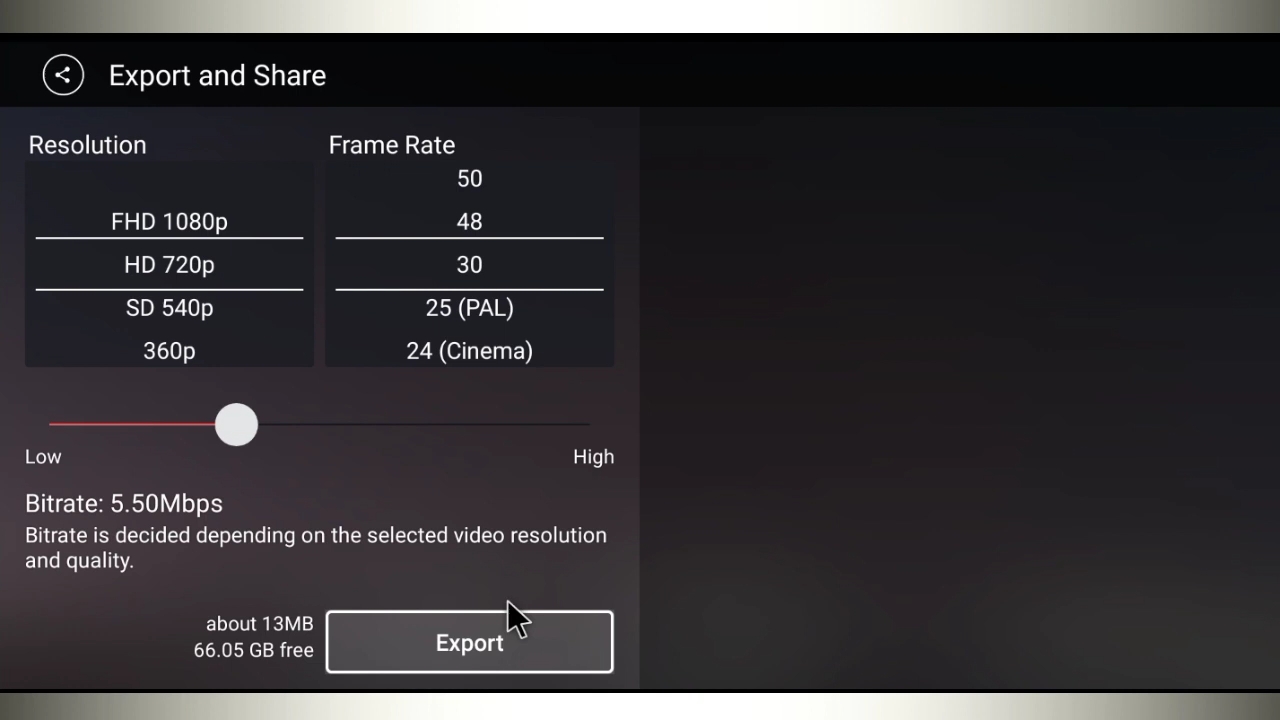 Export and Share
Resolution
FHD 1080p
HD 720p
SD 540p
360p
Frame Rate
50
48
30
25 (PAL)
24 (Cinema)
Low
High
Bitrate: 5.50Mbps
Bitrate is decided depending on the selected video resolution
and quality.
about 13MB
66.05 GB free
Export